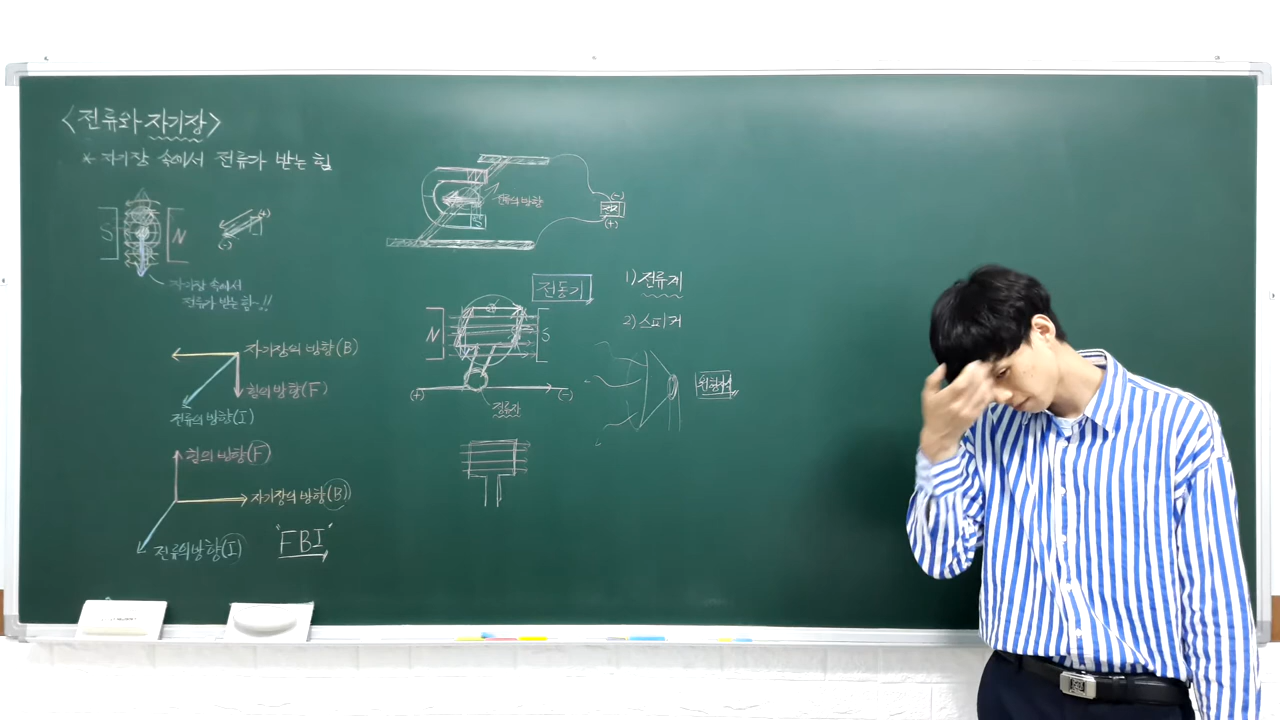 <전류와 자기장>
* 자기장 속에서 전류가 받는 힘
S N
(+)
(-)
자기장 속에서
전류가 받는 힘~!!
자기장의 방향(B)
힘의 방향(F)
전류의 방향(I)
힘의 방향(F)
자기장의 방향(B)
전류의 방향(I)
"FBI"
전류의 방향
(-)
전지
(+)
전동기
N S
(+) (-)
정류자
1) 전류계
2) 스피커